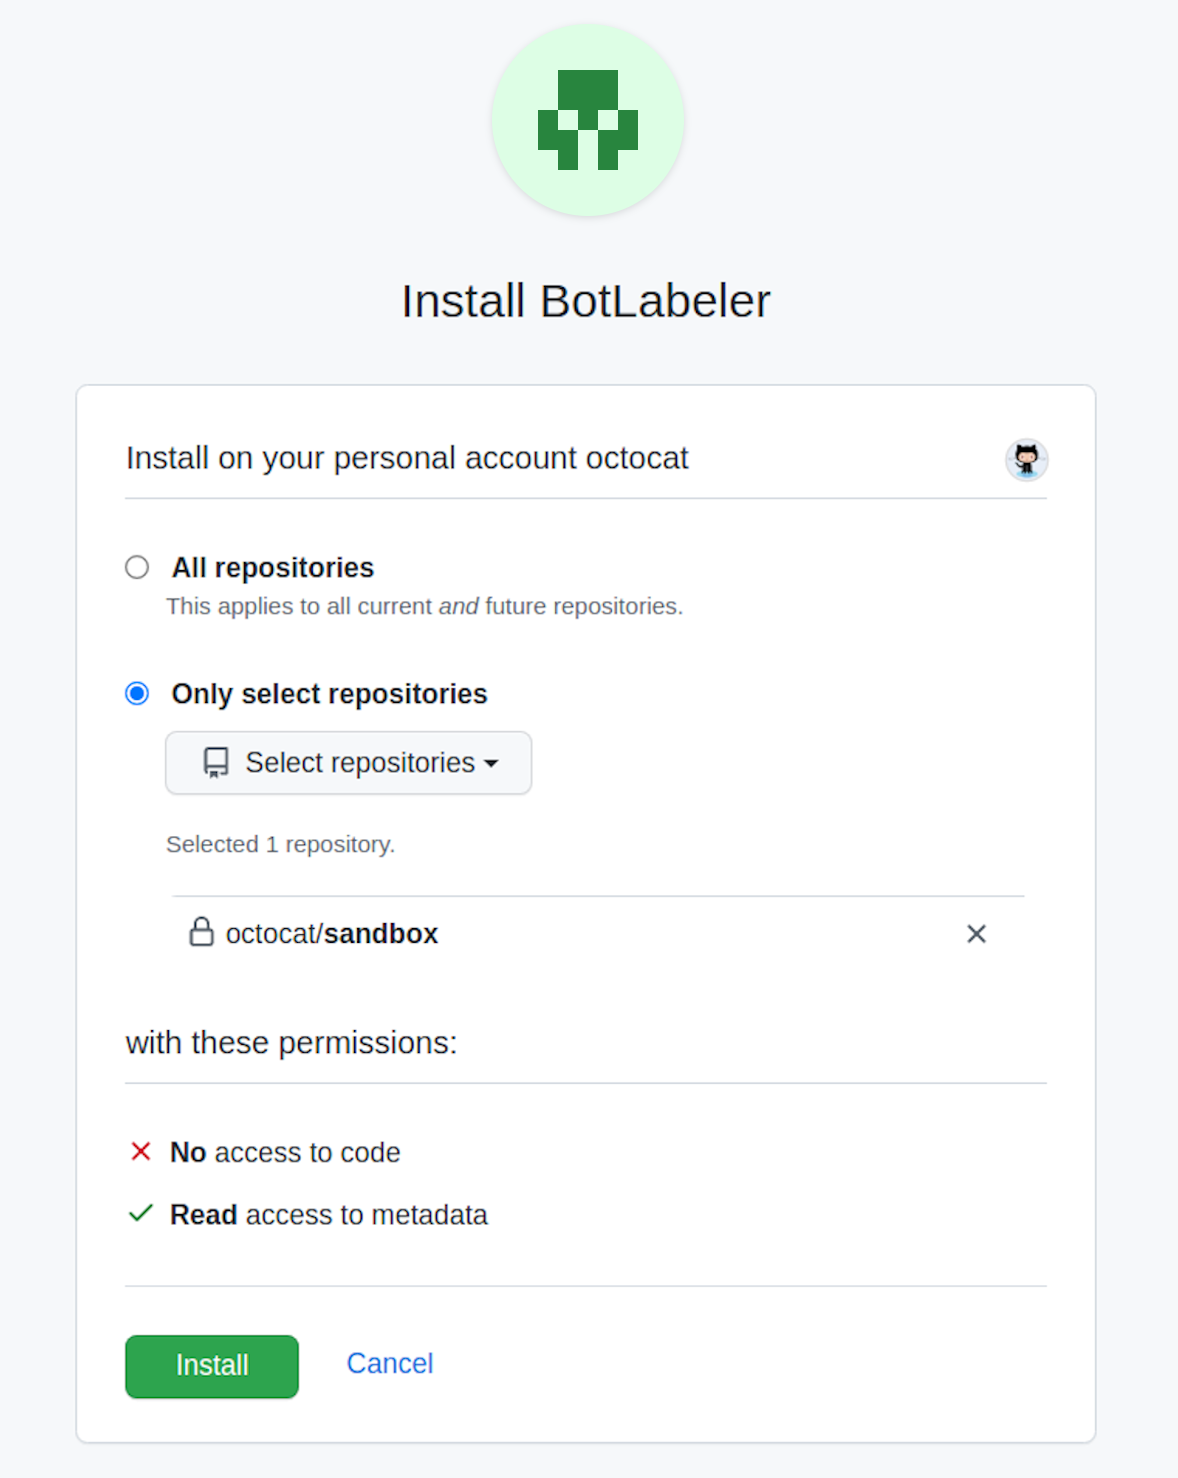 Install BotLabeler
Install on your personal account octocat
All repositories
This applies to all current and future repositories.
Only select repositories
Select repositories
Selected 1 repository.
octocat/sandbox
with these permissions:
No access to code
Read access to metadata
Install
Cancel